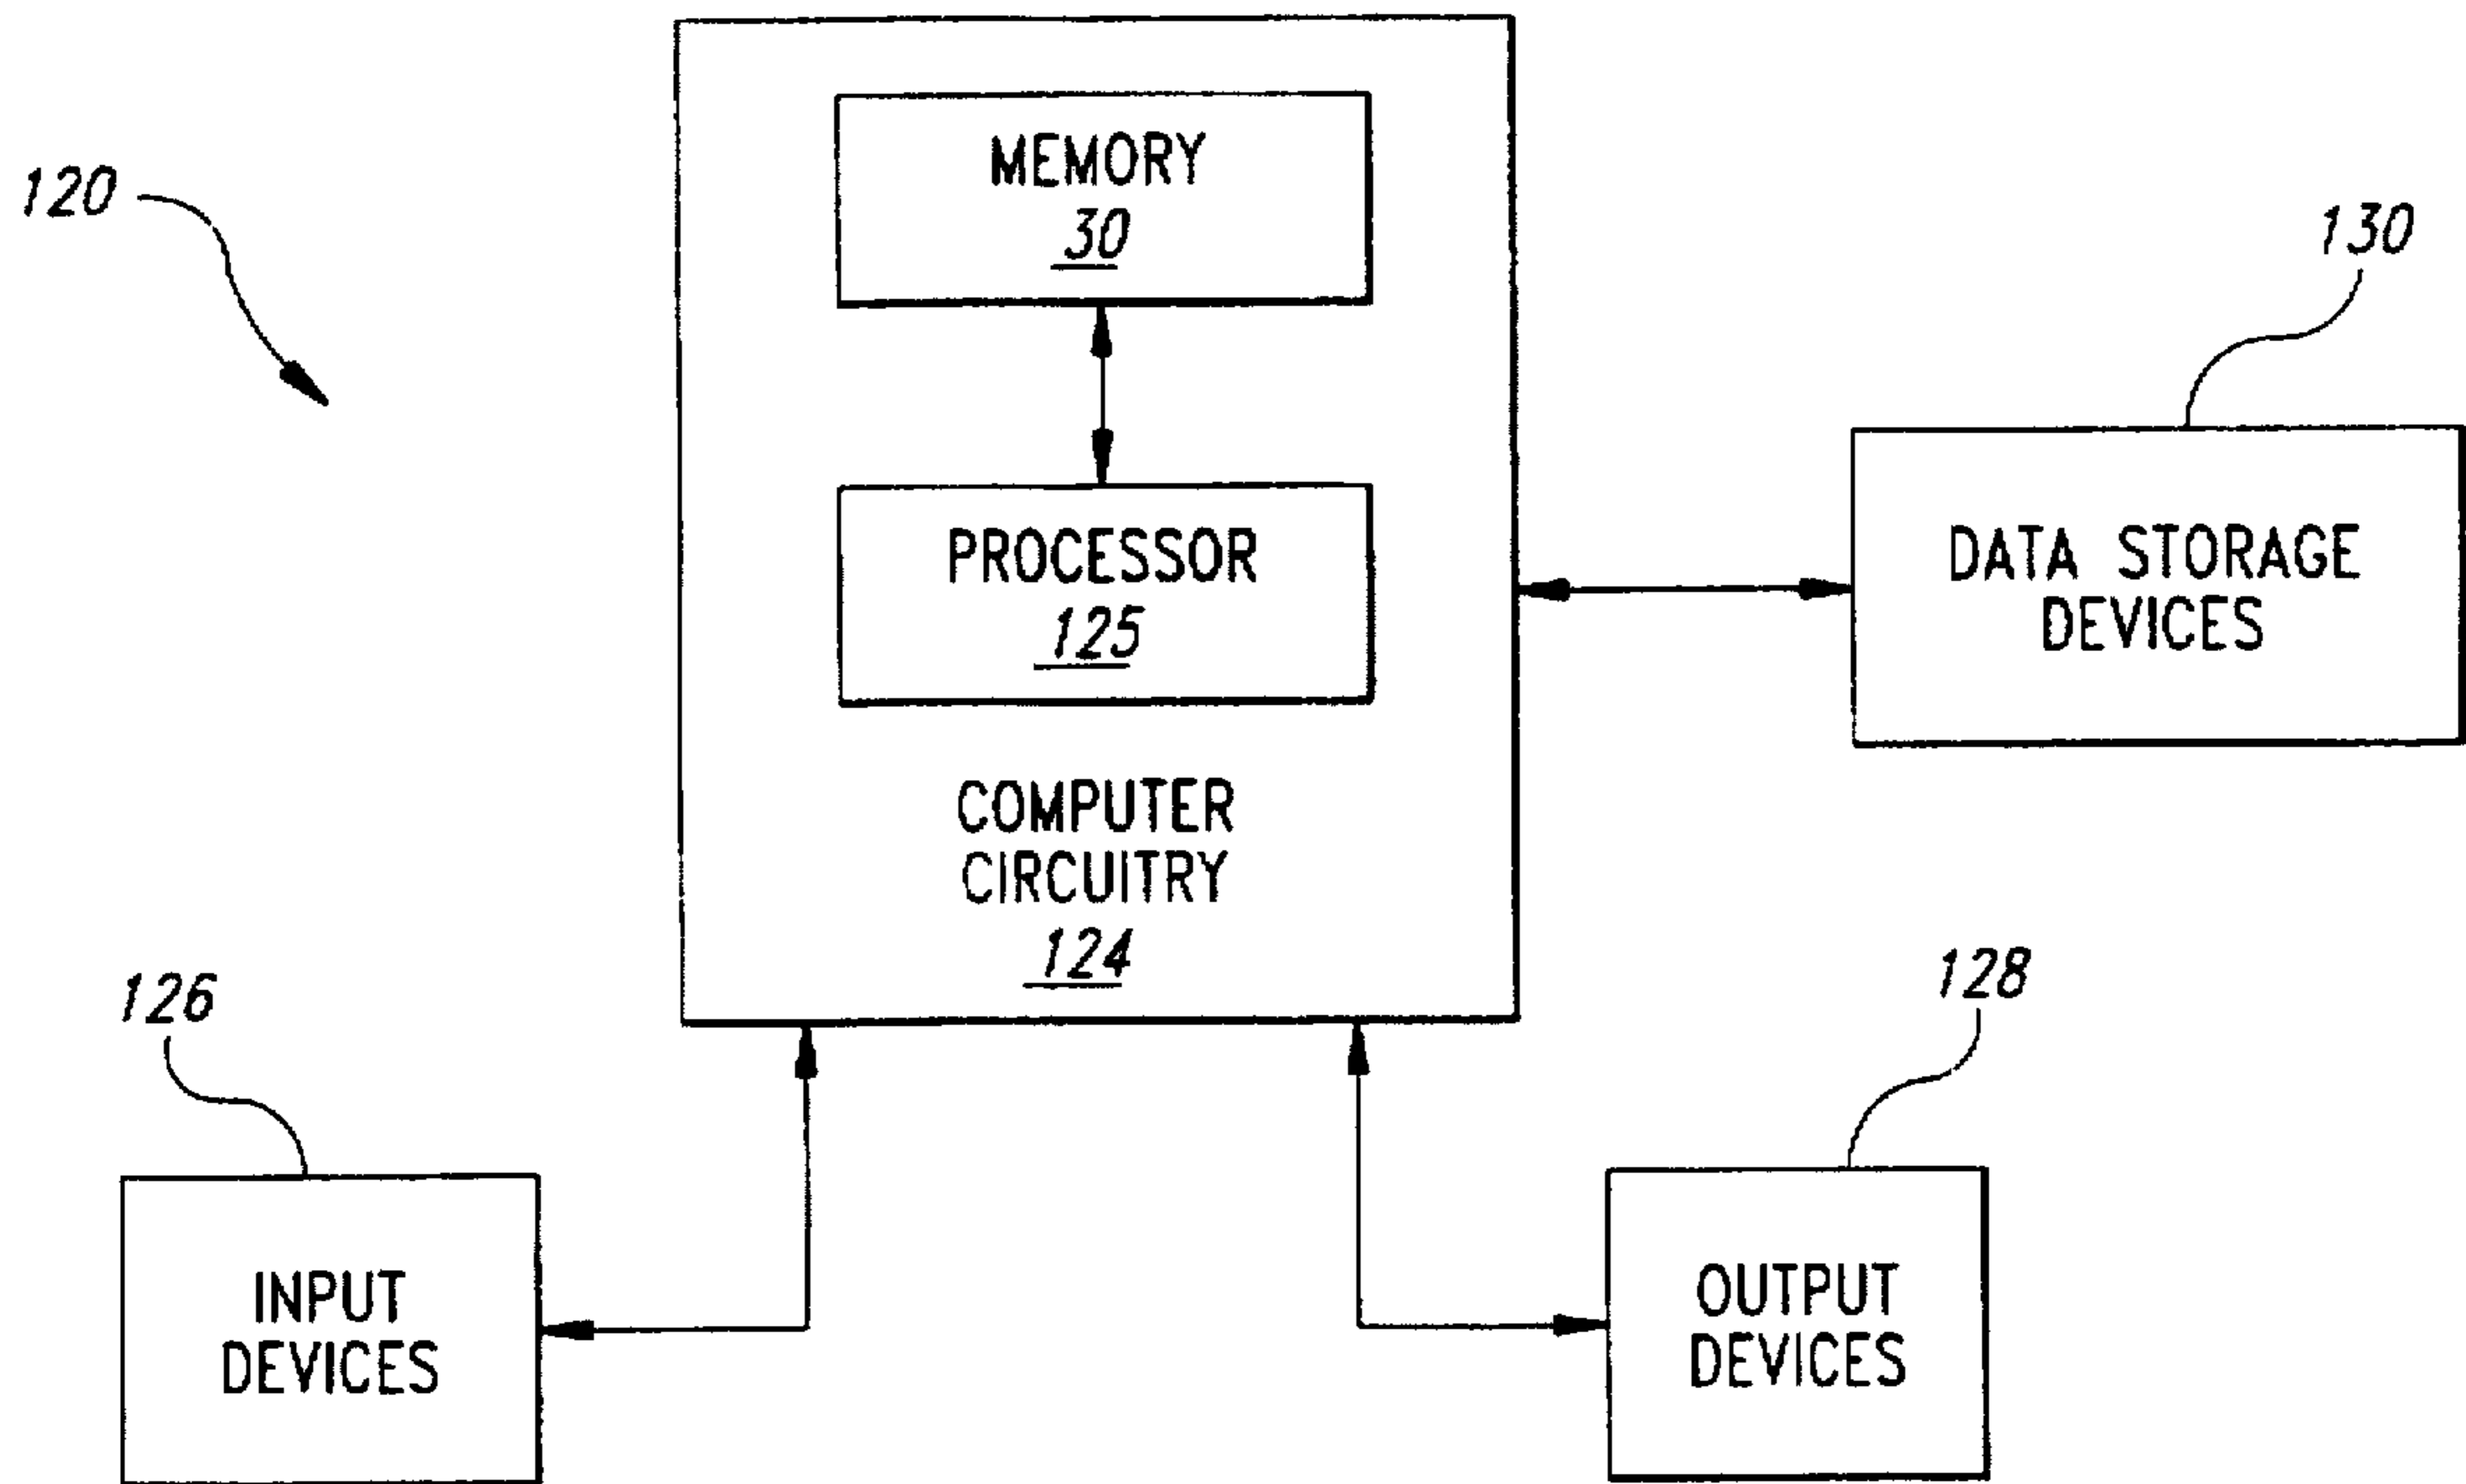 120
MEMORY
30
130
PROCESSOR
125
DATA STORAGE
DEVICES
COMPUTER
CIRCUITRY
124
126
128
INPUT
DEVICES
OUTPUT
DEVICES